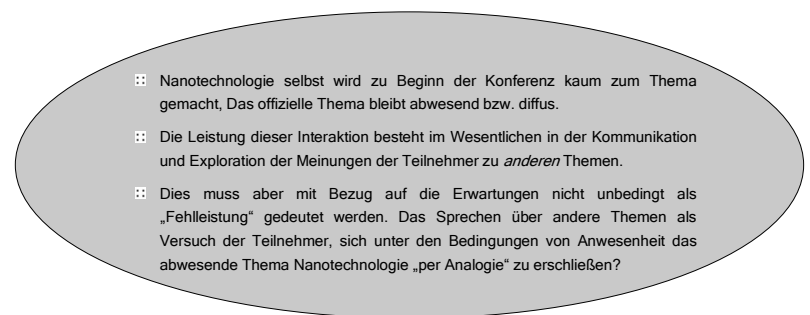 Nanotechnologie selbst wird zu Beginn der Konferenz kaum zum Thema
gemacht, Das offizielle Thema bleibt abwesend bzw. diffus.
Die Leistung dieser Interaktion besteht im Wesentlichen in der Kommunikation
und Exploration der Meinungen der Teilnehmer zu anderen Themen.
Dies muss aber mit Bezug auf die Erwartungen nicht unbedingt als
„Fehlleistung“ gedeutet werden. Das Sprechen über andere Themen als
Versuch der Teilnehmer, sich unter den Bedingungen von Anwesenheit das
abwesende Thema Nanotechnologie „per Analogie“ zu erschließen?